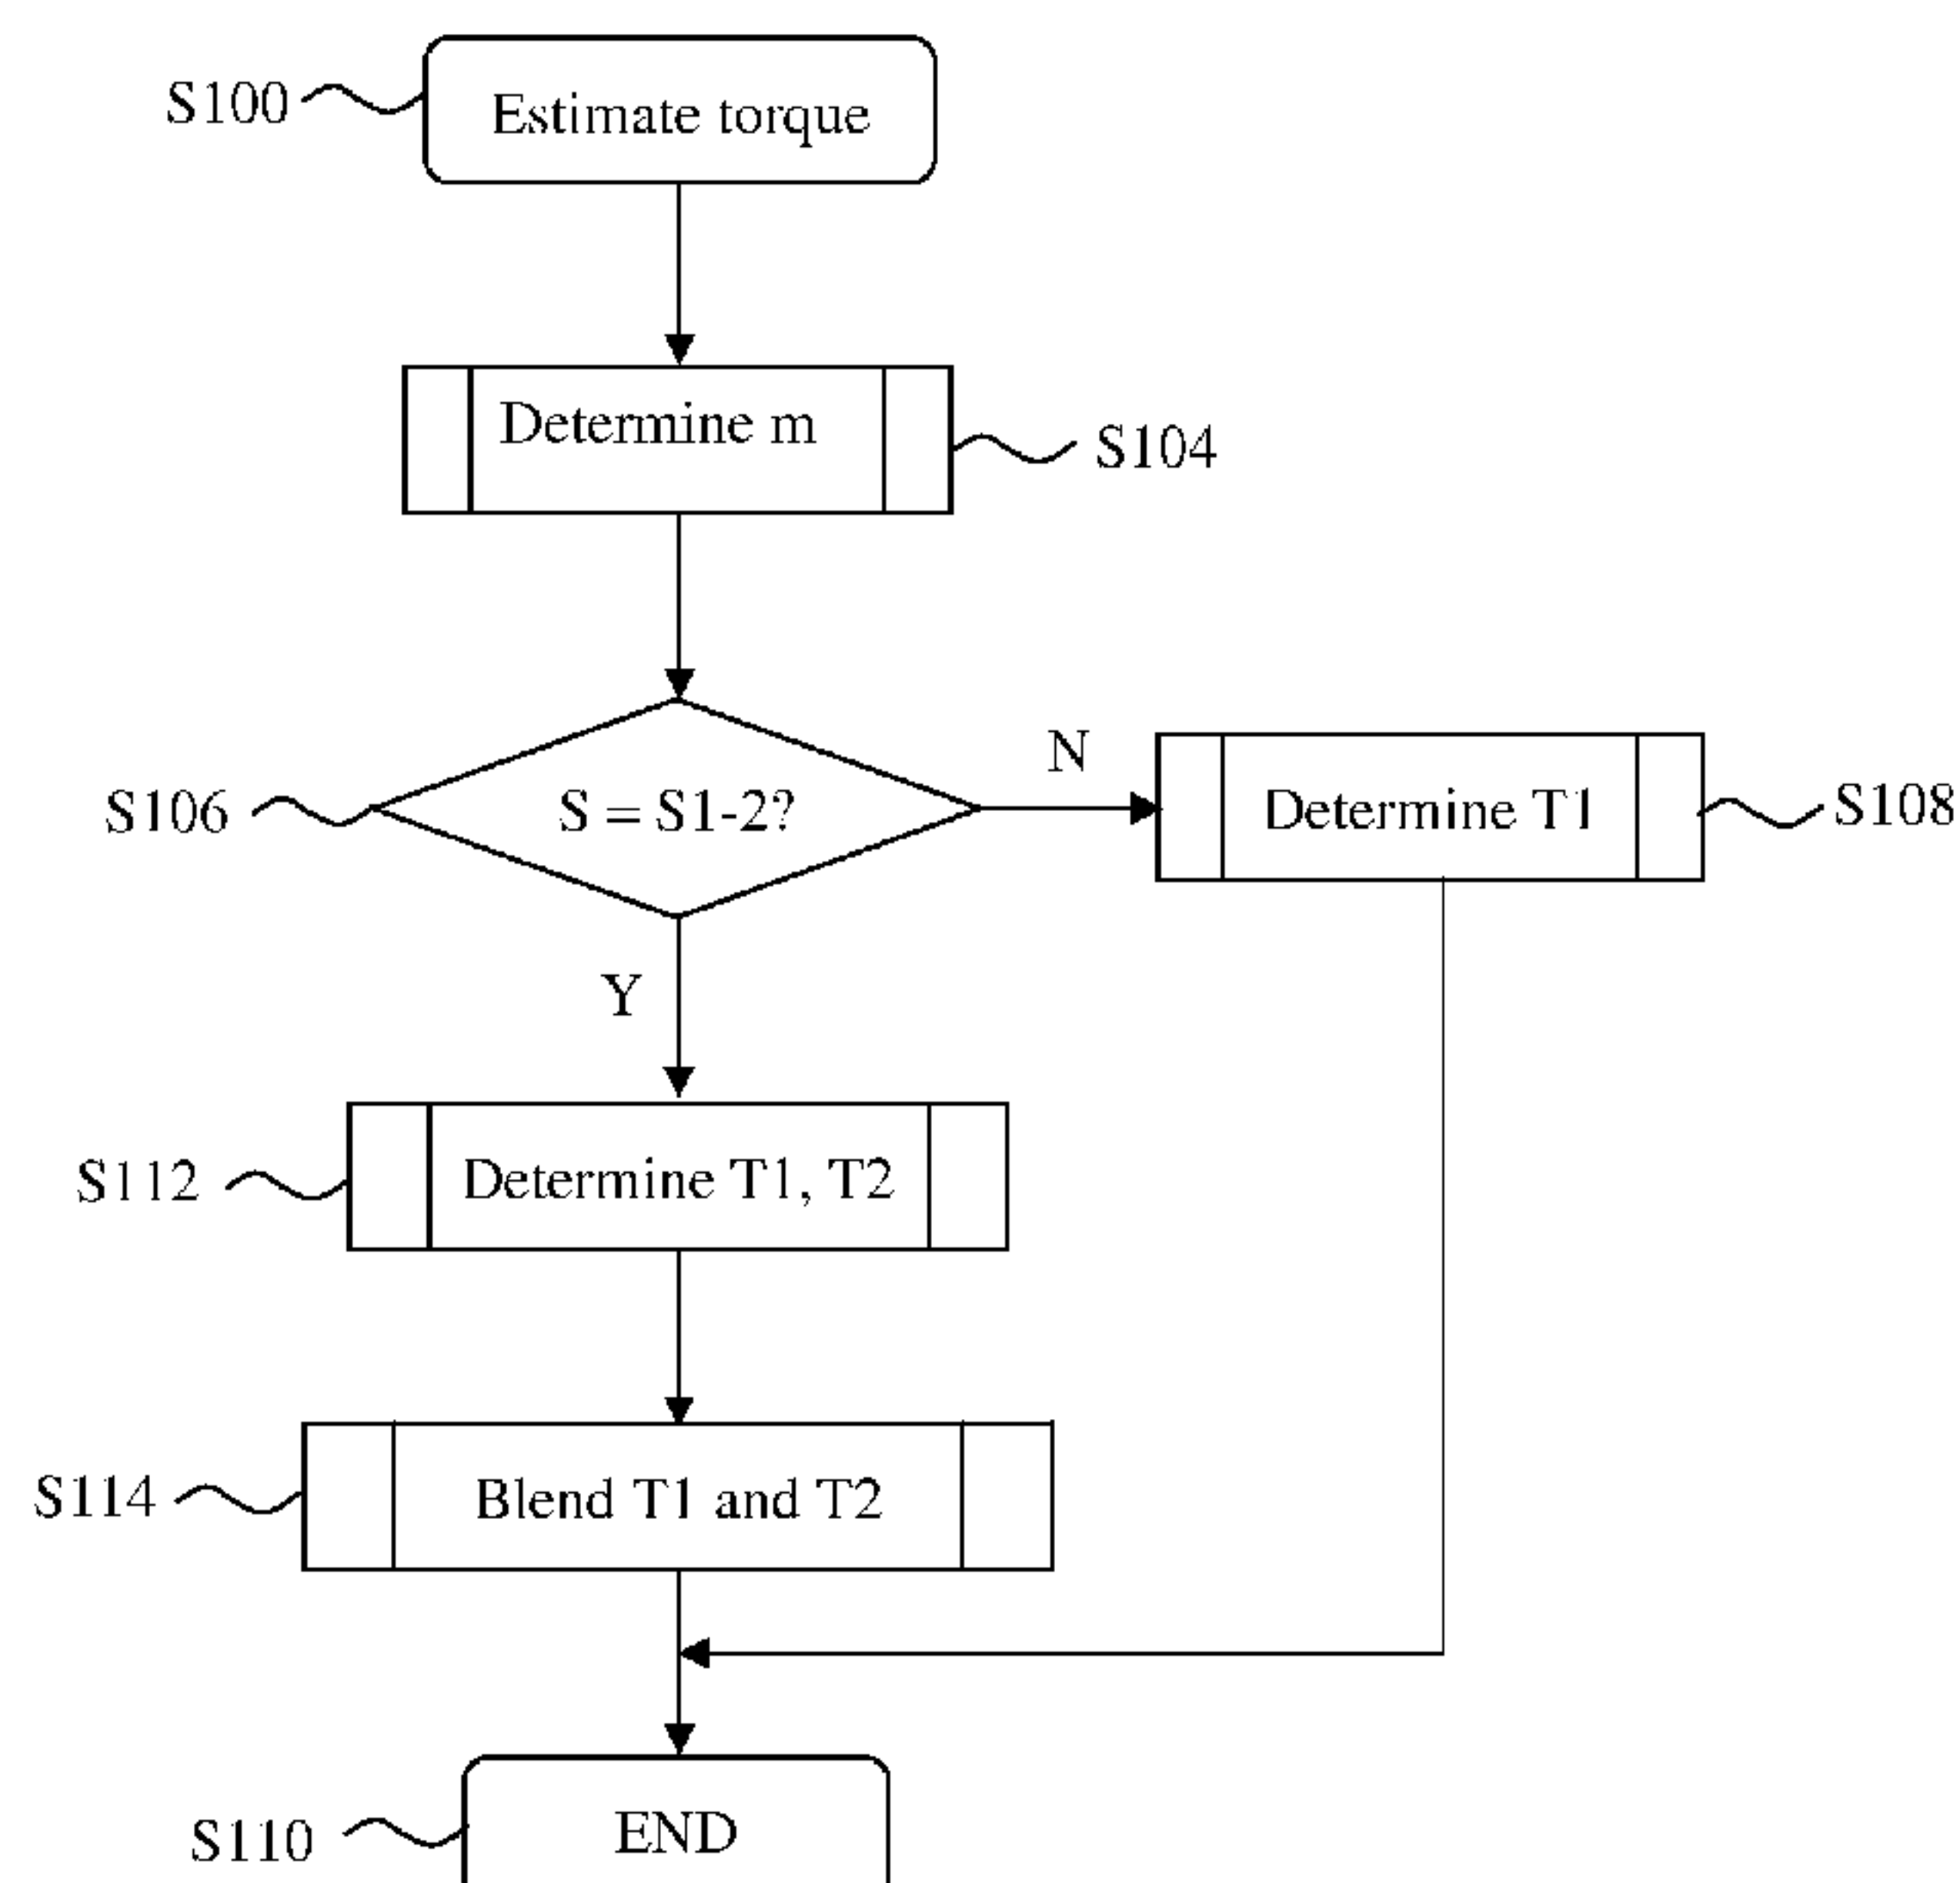 S100
Estimate torque
Determine m
S104
N
S106
S = S1-2?
Determine T1
S108
Y
S112
Determine T1, T2
S114
Blend T1 and T2
S110
END